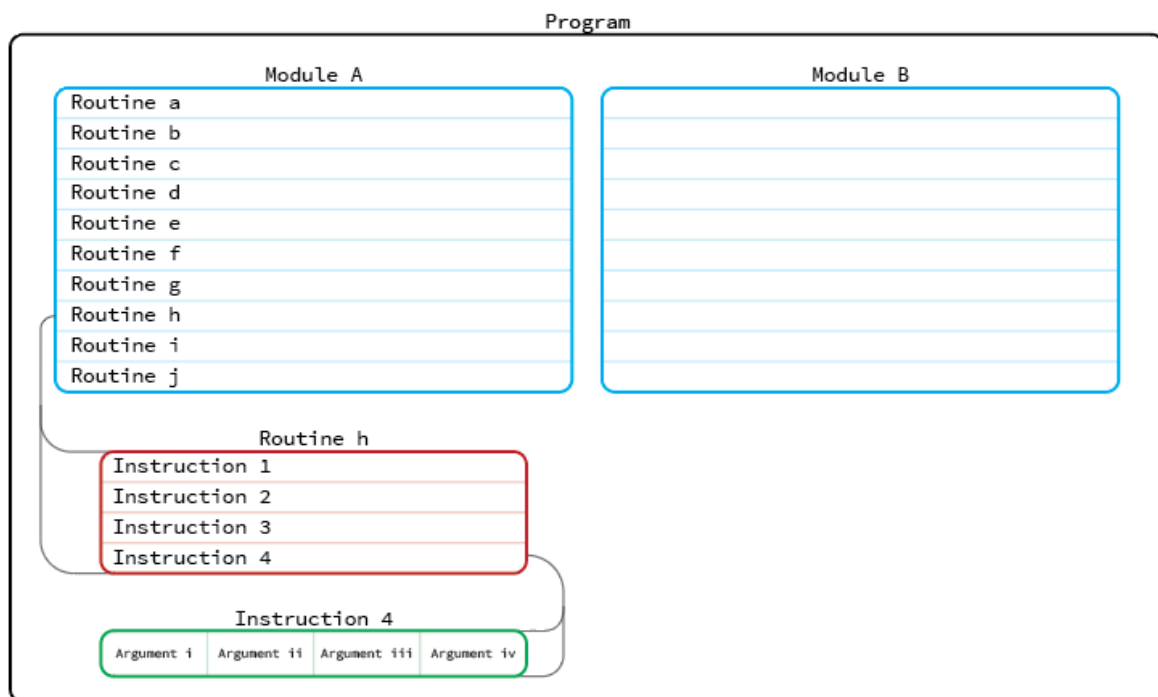 Program
Module A
Module B
Routine a
Routine b
Routine c
Routine d
Routine e
Routine f
Routine g
Routine h
Routine i
Routine j
Routine h
Instruction 1
Instruction 2
Instruction 3
Instruction 4
Instruction 4
Argument i
Argument ii
Argument iii
Argument iv